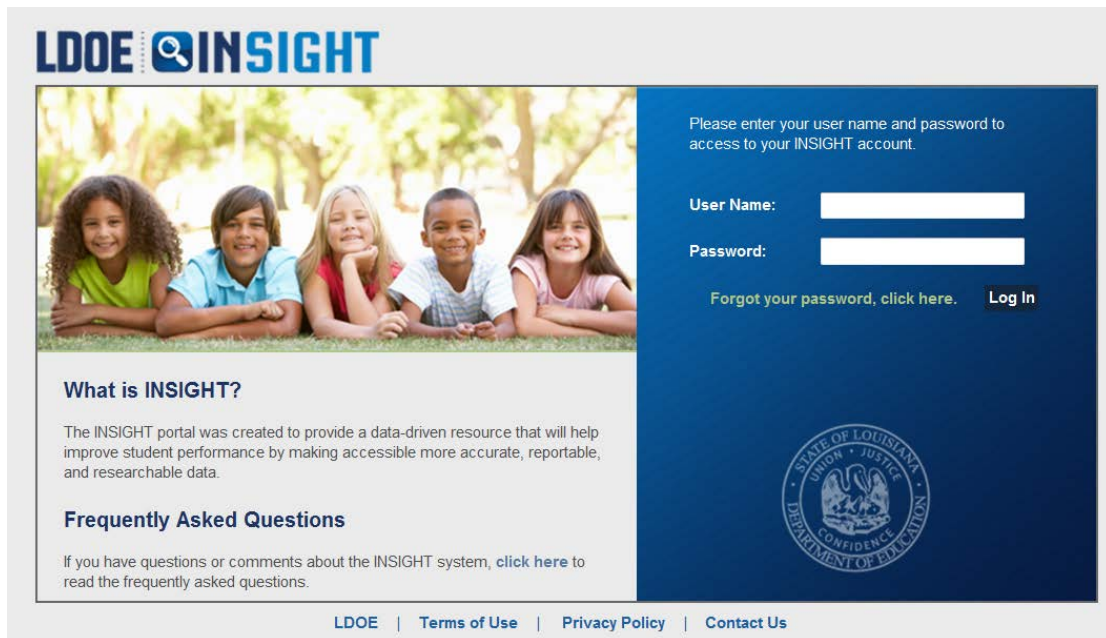 LDOE INSIGHT
Please enter your user name and password to
access to your INSIGHT account.
User Name:
Password:
Forgot your password, click here. Log In
What is INSIGHT?
The INSIGHT portal was created to provide a data-driven resource that will help
improve student performance by making accessible more accurate, reportable,
and researchable data.
Frequently Asked Questions
If you have questions or comments about the INSIGHT system, click here to
read the frequently asked questions.
STATE OF LOUISIANA
UNION · JUSTICE
CONFIDENCE
DEPARTMENT OF EDUCATION
LDOE | Terms of Use | Privacy Policy | Contact Us